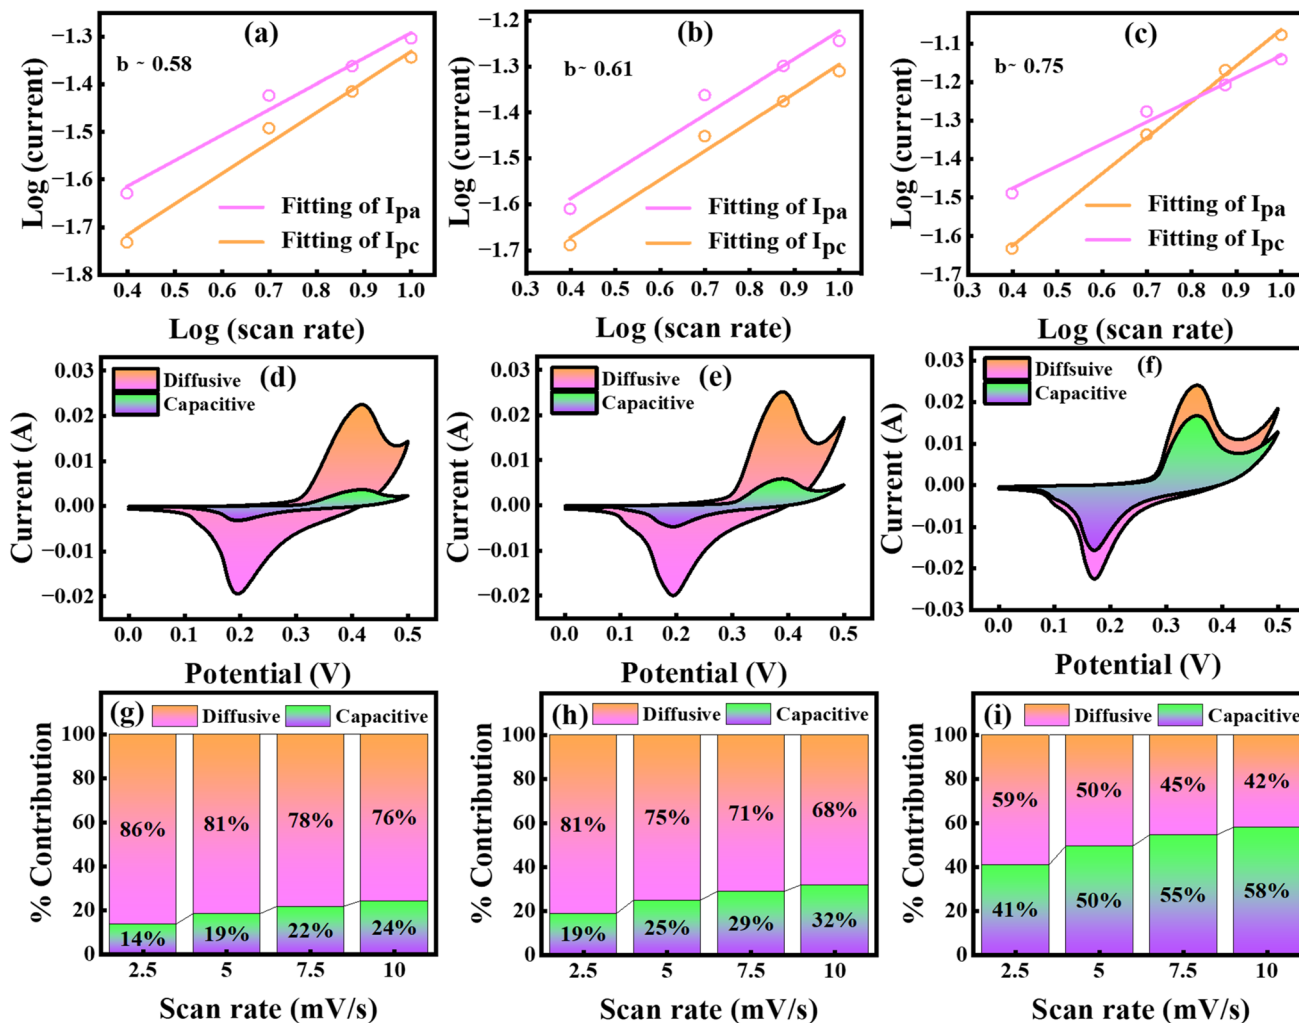 (a)
b ~ 0.58
Log (current)
−1.3
−1.4
−1.5
−1.6
−1.7
−1.8
Fitting of Ipa
Fitting of Ipc
0.4 0.5 0.6 0.7 0.8 0.9 1.0
Log (scan rate)
(b)
b ~ 0.61
Log (current)
−1.2
−1.3
−1.4
−1.5
−1.6
−1.7
Fitting of Ipa
Fitting of Ipc
0.3 0.4 0.5 0.6 0.7 0.8 0.9 1.0
Log (scan rate)
(c)
b~ 0.75
Log (current)
−1.1
−1.2
−1.3
−1.4
−1.5
−1.6
−1.7
Fitting of Ipa
Fitting of Ipc
0.3 0.4 0.5 0.6 0.7 0.8 0.9 1.0
Log (scan rate)
(d)
Diffusive
Capacitive
Current (A)
0.03
0.02
0.01
0.00
−0.01
−0.02
0.0 0.1 0.2 0.3 0.4 0.5
Potential (V)
(e)
Diffusive
Capacitive
Current (A)
0.03
0.02
0.01
0.00
−0.01
−0.02
0.0 0.1 0.2 0.3 0.4 0.5
Potential (V)
(f)
Diffsuive
Capacitive
Current (A)
0.03
0.02
0.01
0.00
−0.01
−0.02
−0.03
0.0 0.1 0.2 0.3 0.4 0.5
Potential (V)
(g)
Diffusive Capacitive
% Contribution
100
80
60
40
20
0
86% 81% 78% 76%
14% 19% 22% 24%
2.5 5 7.5 10
Scan rate (mV/s)
(h)
Diffusive Capacitive
% Contribution
100
80
60
40
20
0
81% 75% 71% 68%
19% 25% 29% 32%
2.5 5 7.5 10
Scan rate (mV/s)
(i)
Diffusive Capacitive
% Contribution
100
80
60
40
20
0
59% 50% 45% 42%
41% 50% 55% 58%
2.5 5 7.5 10
Scan rate (mV/s)